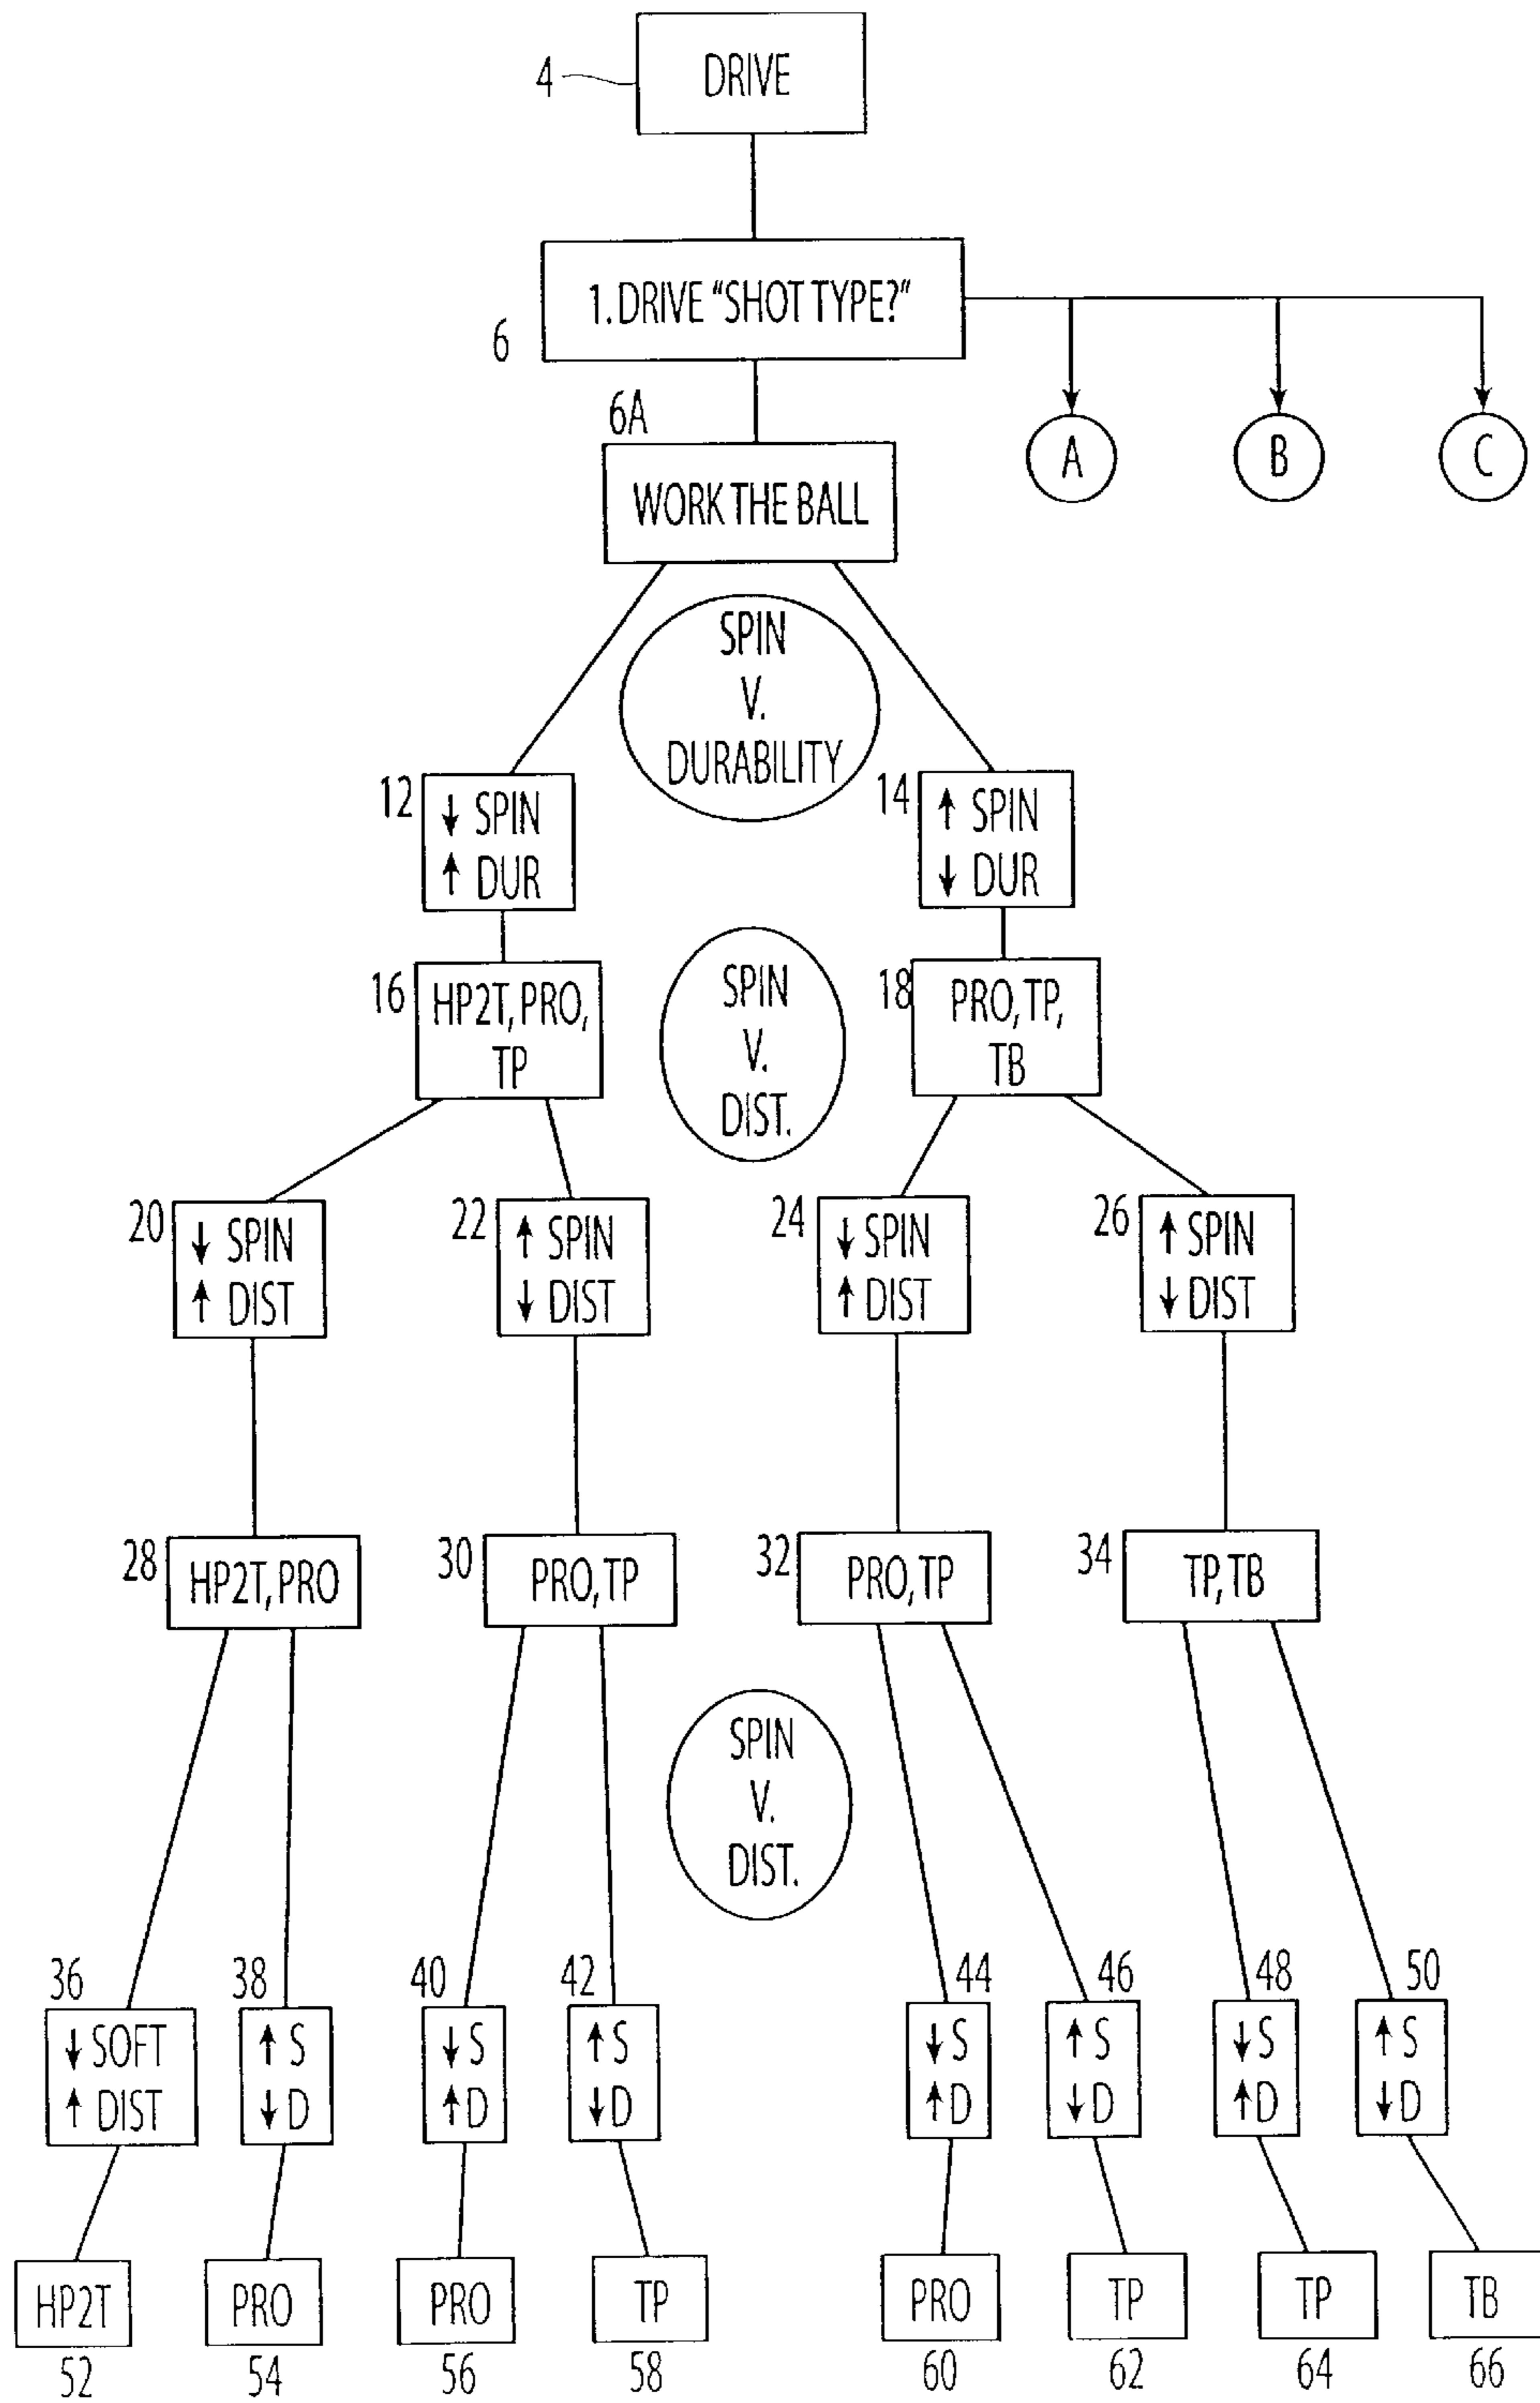 4
DRIVE
1. DRIVE "SHOT TYPE?"
6
6A
A
B
C
WORK THE BALL
SPIN
V.
DURABILITY
12
↓ SPIN
↑ DUR
14
↑ SPIN
↓ DUR
16
HP2T, PRO,
TP
SPIN
V.
DIST.
18
PRO, TP,
TB
20
↓ SPIN
↑ DIST
22
↑ SPIN
↓ DIST
24
↓ SPIN
↑ DIST
26
↑ SPIN
↓ DIST
28
HP2T, PRO
30
PRO, TP
32
PRO, TP
34
TP, TB
SPIN
V.
DIST.
36
↓ SOFT
↑ DIST
38
↑ S
↓ D
40
↓ S
↑ D
42
↑ S
↓ D
44
↓ S
↑ D
46
↑ S
↓ D
48
↓ S
↑ D
50
↑ S
↓ D
HP2T
52
PRO
54
PRO
56
TP
58
PRO
60
TP
62
TP
64
TB
66